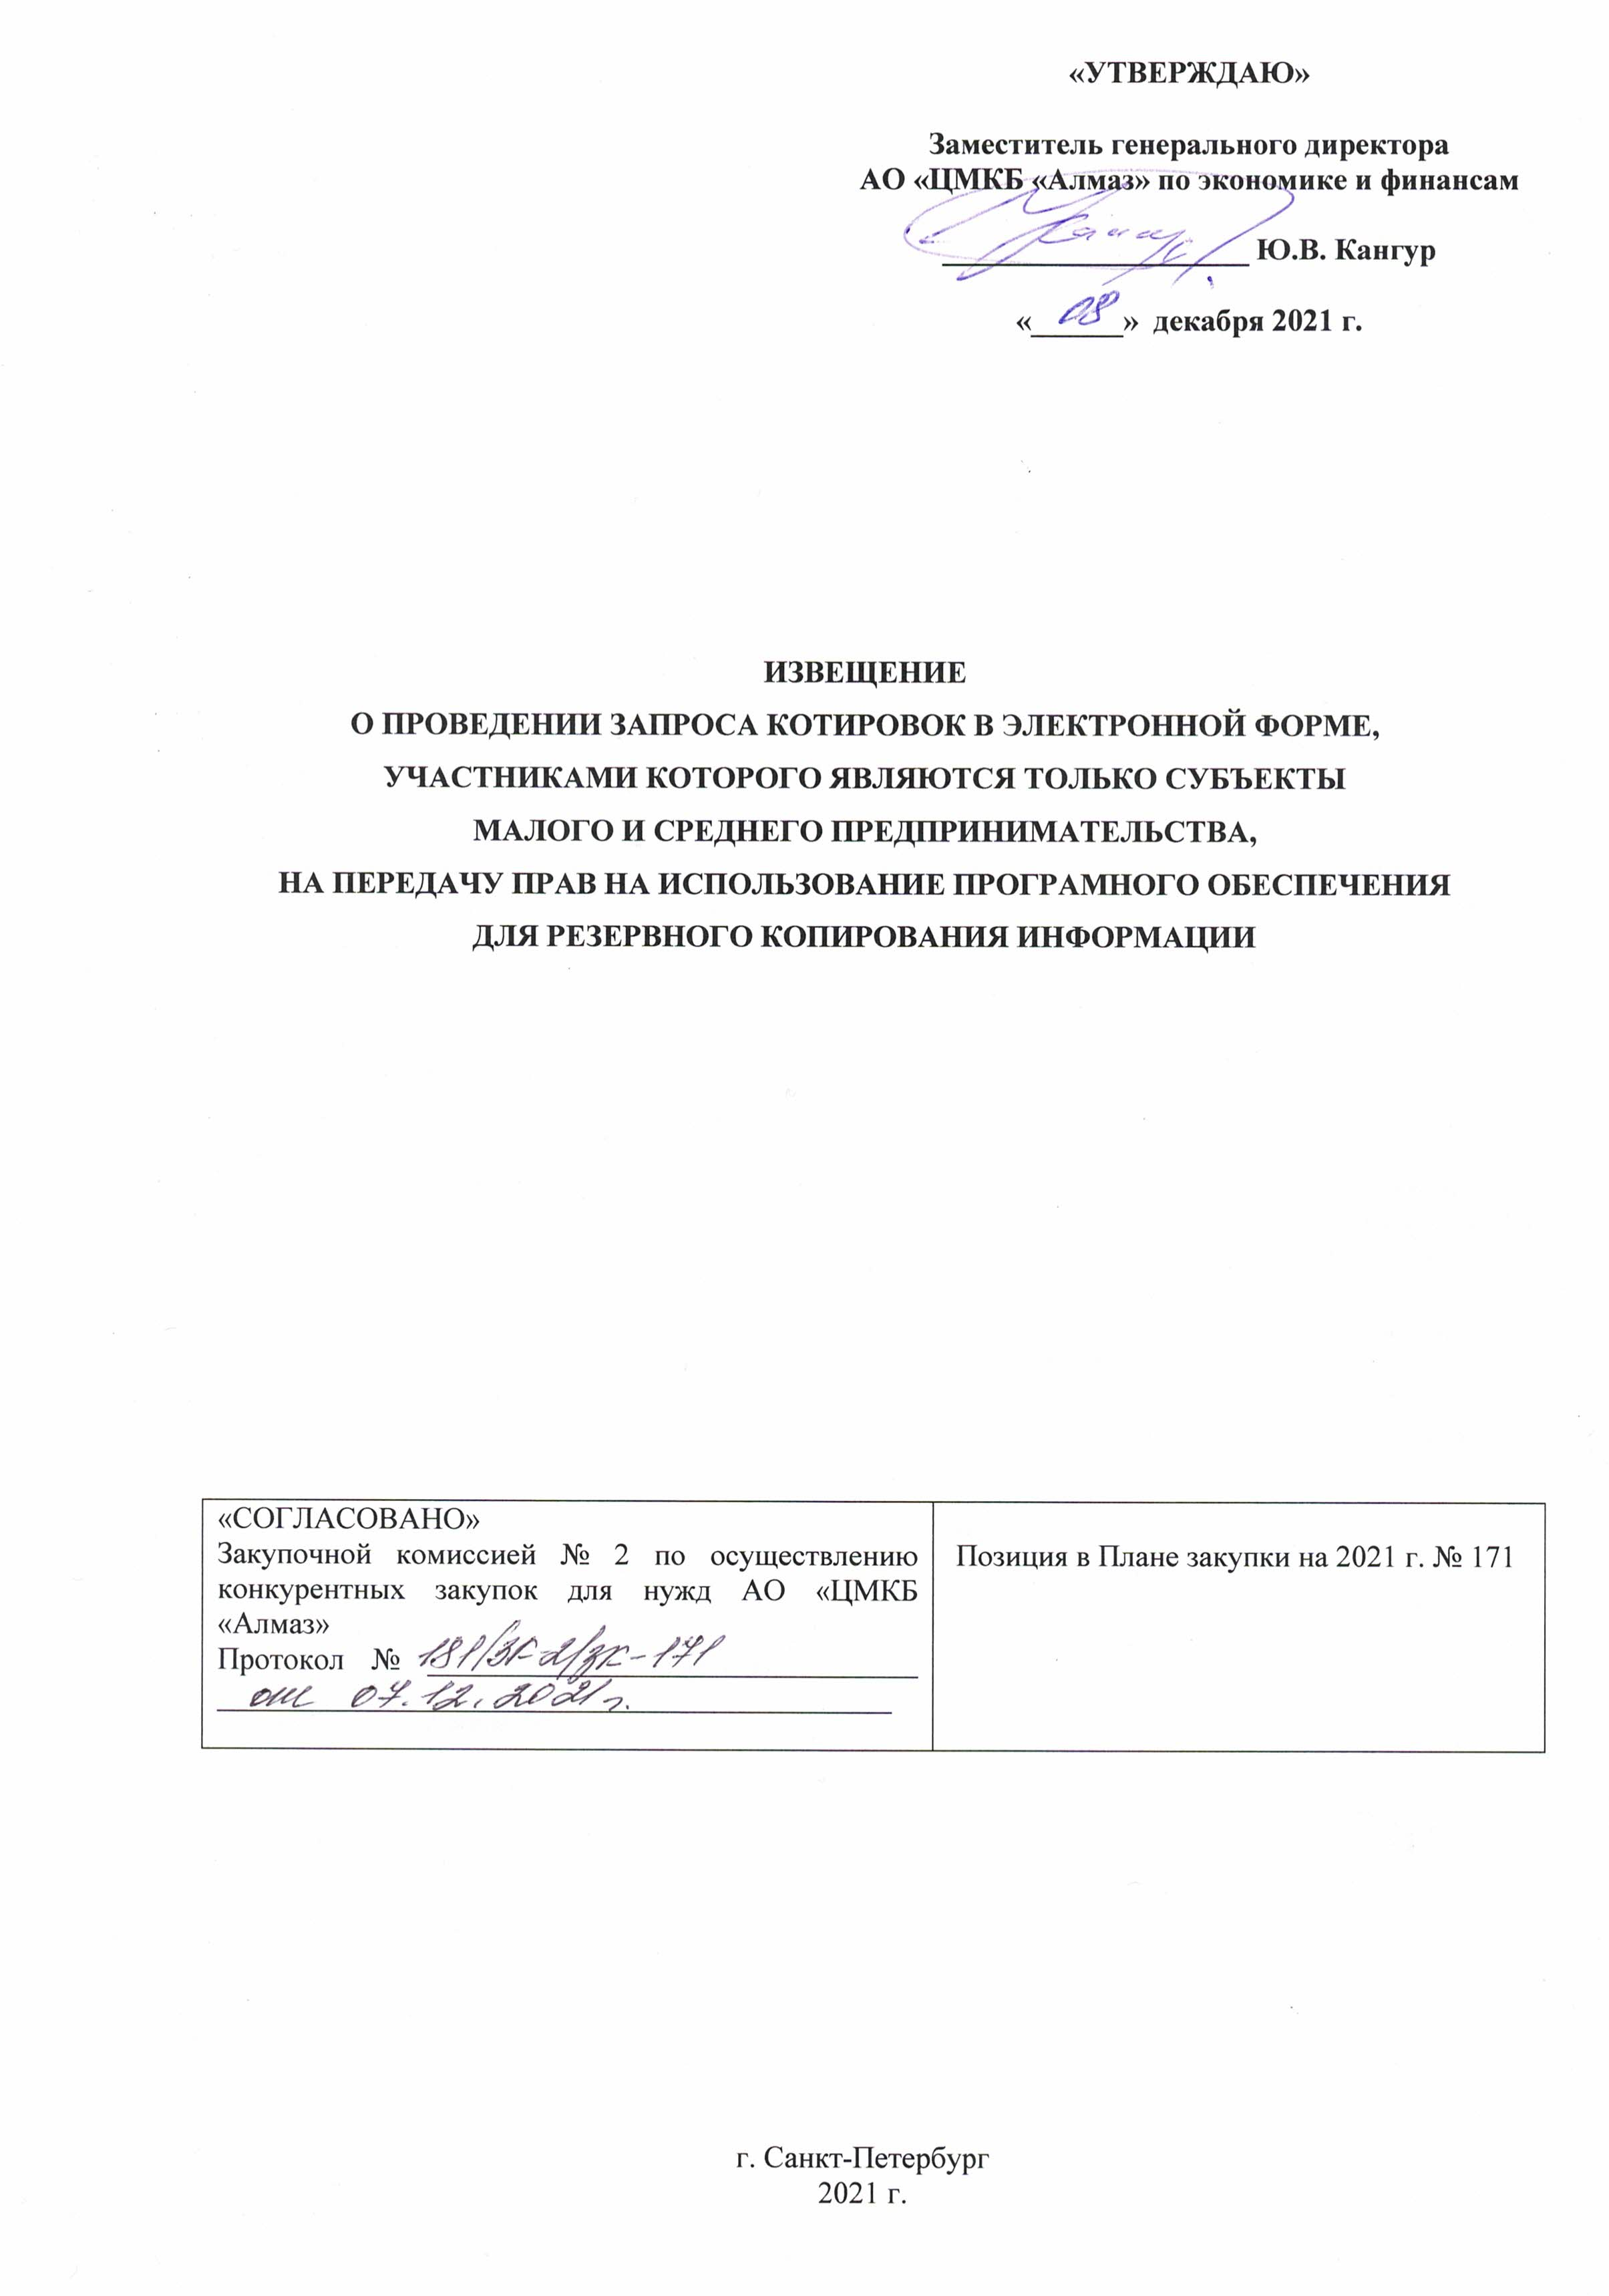 «УТВЕРЖДАЮ»
Заместитель генерального директора
АО «ЦМКБ «Алмаз» по экономике и финансам
Ю.В. Кангур
«08» декабря 2021 г.
ИЗВЕЩЕНИЕ
О ПРОВЕДЕНИИ ЗАПРОСА КОТИРОВОК В ЭЛЕКТРОННОЙ ФОРМЕ,
УЧАСТНИКАМИ КОТОРОГО ЯВЛЯЮТСЯ ТОЛЬКО СУБЪЕКТЫ
МАЛОГО И СРЕДНЕГО ПРЕДПРИНИМАТЕЛЬСТВА,
НА ПЕРЕДАЧУ ПРАВ НА ИСПОЛЬЗОВАНИЕ ПРОГРАМНОГО ОБЕСПЕЧЕНИЯ
ДЛЯ РЕЗЕРВНОГО КОПИРОВАНИЯ ИНФОРМАЦИИ
«СОГЛАСОВАНО»
Закупочной комиссией № 2 по осуществлению
конкурентных закупок для нужд АО «ЦМКБ
«Алмаз»
Протокол № 181/ЗК-2/зк-171
от 07.12.2021г.
Позиция в Плане закупки на 2021 г. № 171
г. Санкт-Петербург
2021 г.